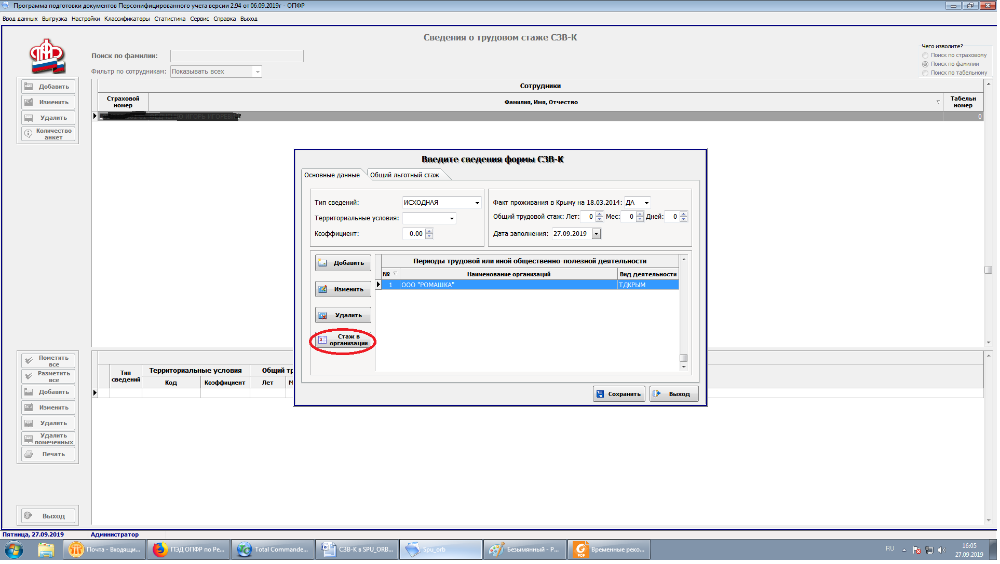 Программа подготовки документов Персонифицированного учета версии 2.94 от 06.09.2019г - ОПФР
Ввод данных Выгрузка Настройки Классификаторы Статистика Сервис Справка Выход
Сведения о трудовом стаже СЗВ-К
Чего изволите?
Поиск по страховому
Поиск по фамилии
Поиск по табельному
Поиск по фамилии:
Фильтр по сотрудникам: Показывать всех
Добавить
Изменить
Удалить
Количество
анкет
Сотрудники
Страховой
номер
Фамилия, Имя, Отчество
Табельн
номер
0
Введите сведения формы СЗВ-К
Основные данные Общий льготный стаж
Тип сведений: ИСХОДНАЯ
Территориальные условия:
Коэффициент: 0.00
Факт проживания в Крыму на 18.03.2014: ДА
Общий трудовой стаж: Лет: 0 Мес: 0 Дней: 0
Дата заполнения: 27.09.2019
Добавить
Изменить
Удалить
Стаж в
организации
Периоды трудовой или иной общественно-полезной деятельности
№ Наименование организаций Вид деятельности
1 ООО "РОМАШКА" ТДКРЫМ
Сохранить Выход
Пометить
все
Разметить
все
Добавить
Изменить
Удалить
Удалить
помеченных
Печать
Выход
Тип
сведений
Территориальные условия
Код Коэффициент
Общий тр
Лет М
Пятница, 27.09.2019 Администратор
Почта - Входящи... ПЭД ОПФР по Ре... Total Commande... СЗВ-К в SPU_ORB... Spu_orb Безымянный - Р... Временные реко...
PDF
RU
16:05
27.09.2019